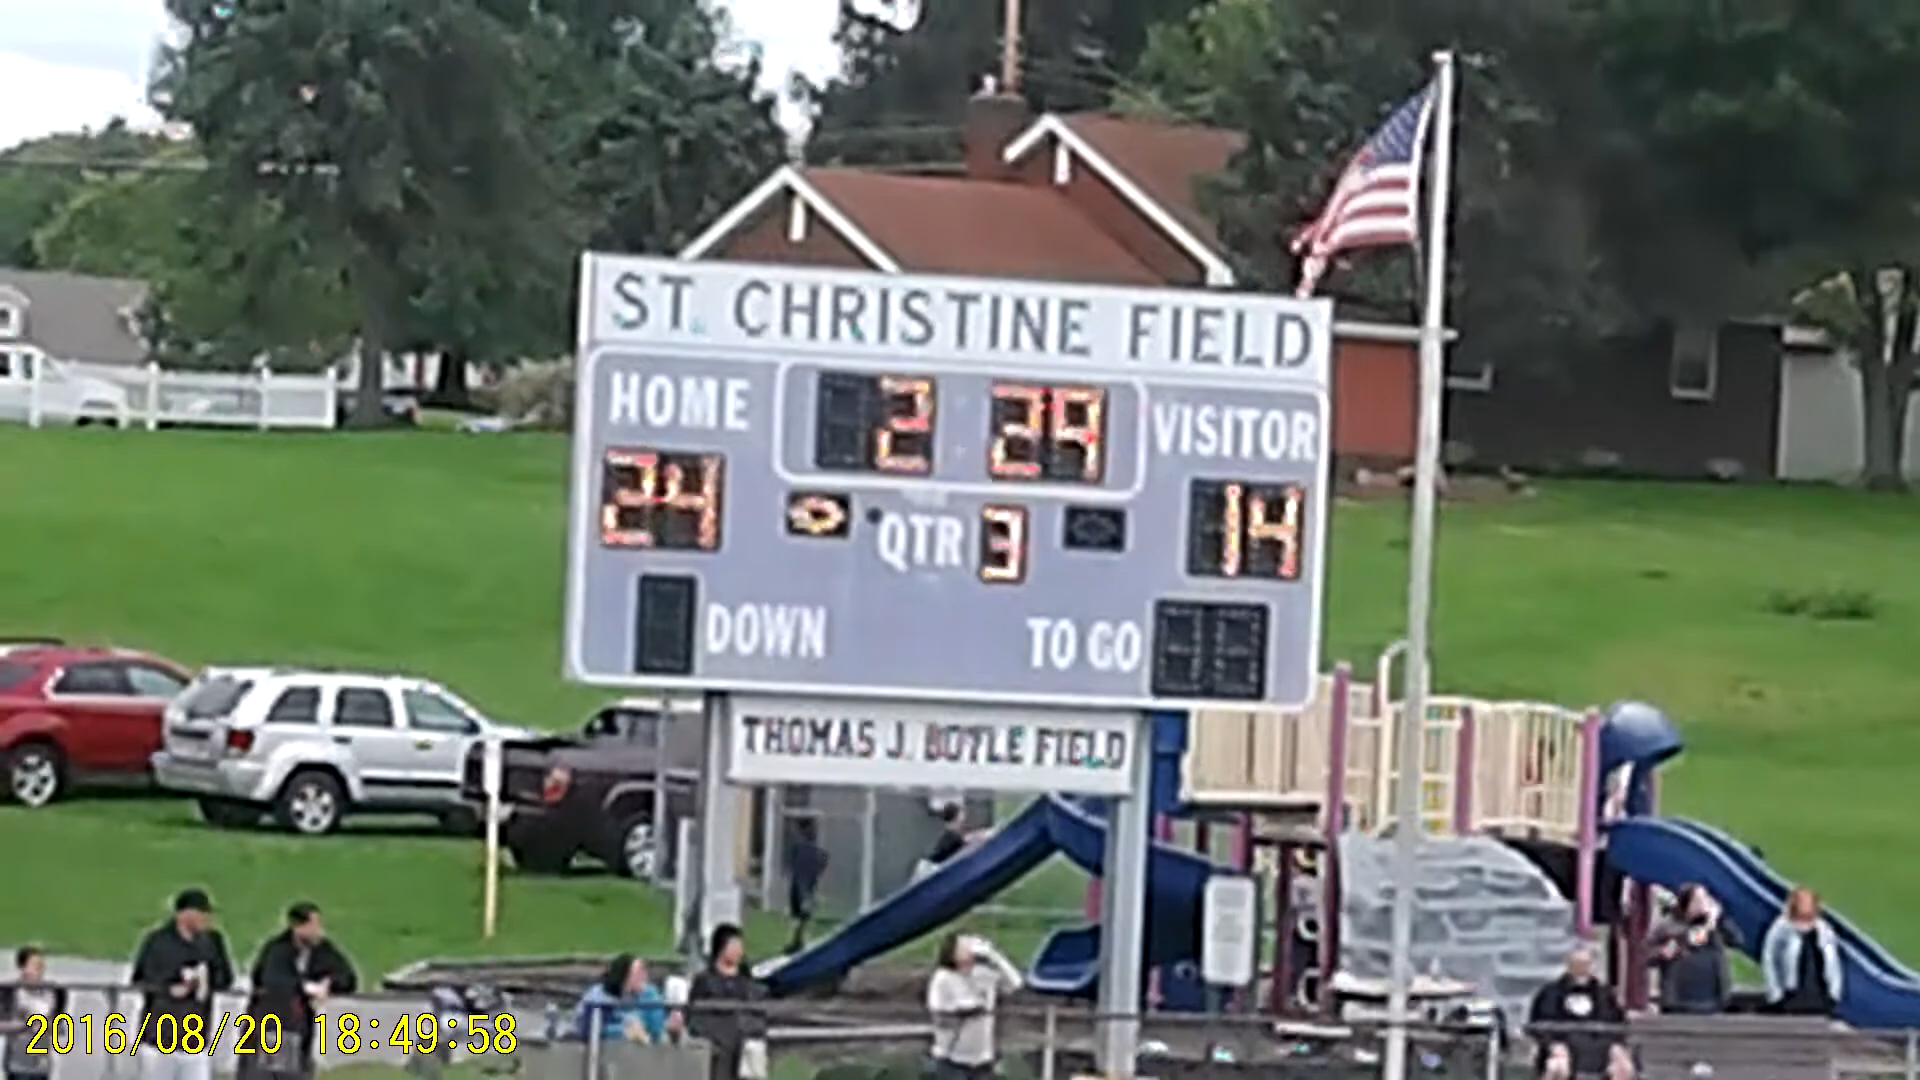 ST. CHRISTINE FIELD
HOME 2 29 VISITOR
24 QTR 3 14
DOWN TO GO
THOMAS J. BOYLE FIELD
2016/08/20 18:49:58